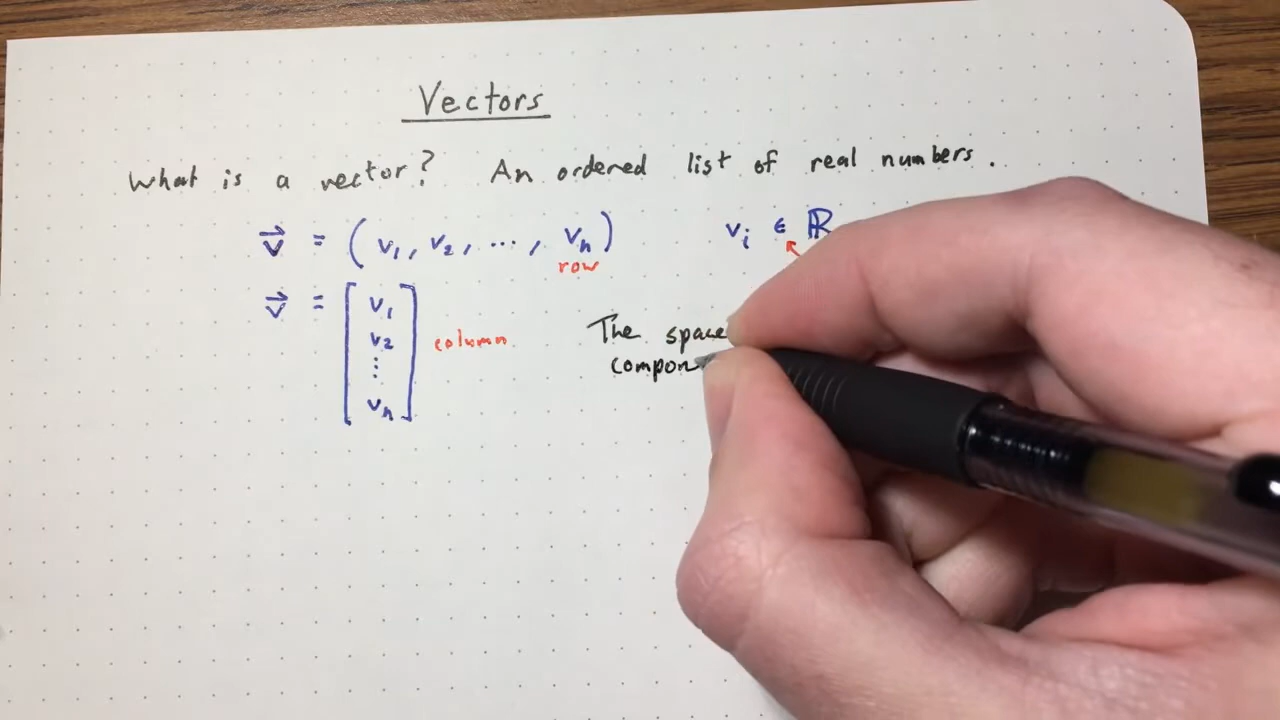 Vectors
What is a vector? An ordered list of real numbers.
v⃗ = (v₁, v₂, ⋯, vₙ)
row
vᵢ ∈ ℝ
v⃗ = [v₁ v₂ ⋮ vₙ]
column
The space
compon